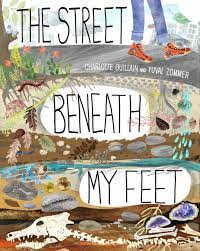 THE STREET
CHARLOTTE GUILLAIN AND YUVAL ZOMMER
BENEATH
MY FEET